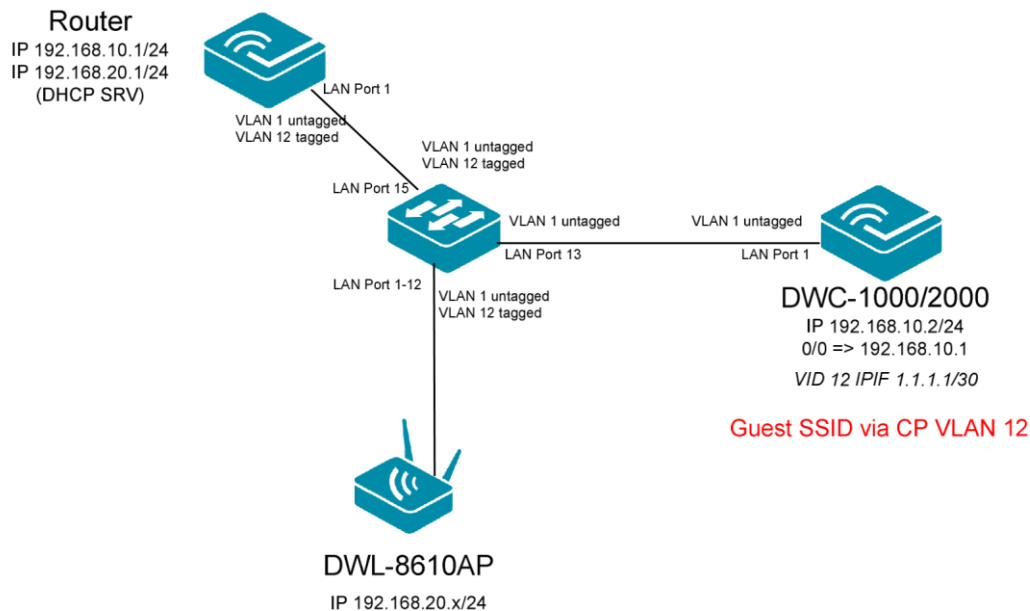 Router
IP 192.168.10.1/24
IP 192.168.20.1/24
(DHCP SRV)
LAN Port 1
VLAN 1 untagged
VLAN 12 tagged
VLAN 1 untagged
VLAN 12 tagged
LAN Port 15
VLAN 1 untagged
VLAN 1 untagged
LAN Port 13
LAN Port 1
LAN Port 1-12
VLAN 1 untagged
VLAN 12 tagged
DWC-1000/2000
IP 192.168.10.2/24
0/0 => 192.168.10.1
VID 12 IPIF 1.1.1.1/30
Guest SSID via CP VLAN 12
DWL-8610AP
IP 192.168.20.x/24